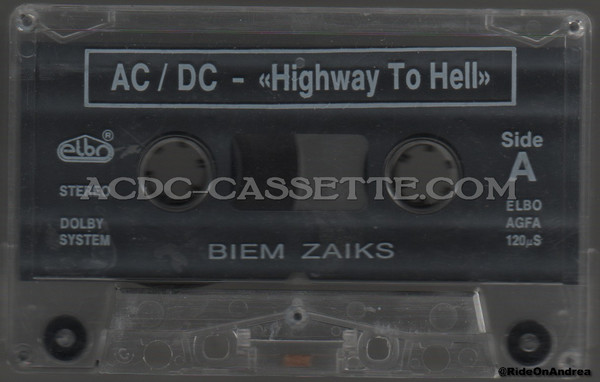 AC / DC - «Highway To Hell»
elbo®
Side
A
STEREO
ACDC-CASSETTE.COM
DOLBY
SYSTEM
ELBO
AGFA
120µS
BIEM ZAIKS
@RideOnAndrea